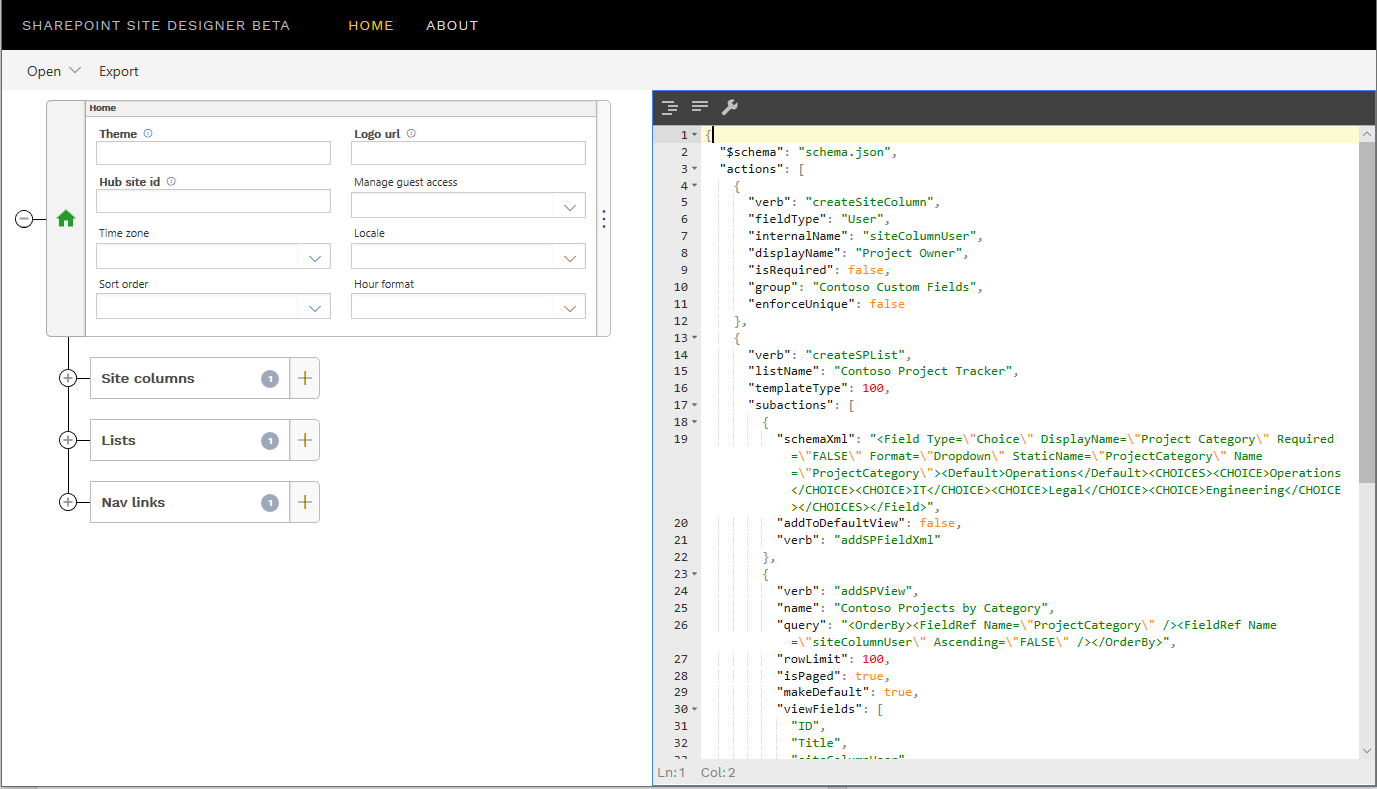 SHAREPOINT SITE DESIGNER BETA HOME ABOUT
Open Export
Home
Theme Logo url
Hub site id Manage guest access
Time zone Locale
Sort order Hour format
Site columns 1 +
Lists 1 +
Nav links 1 +
1 {
2 "$schema": "schema.json",
3 "actions": [
4 {
5 "verb": "createSiteColumn",
6 "fieldType": "User",
7 "internalName": "siteColumnUser",
8 "displayName": "Project Owner",
9 "isRequired": false,
10 "group": "Contoso Custom Fields",
11 "enforceUnique": false
12 },
13 {
14 "verb": "createSPList",
15 "listName": "Contoso Project Tracker",
16 "templateType": 100,
17 "subactions": [
18 {
19 "schemaXml": "<Field Type=\"Choice\" DisplayName=\"Project Category\" Required
=\"FALSE\" Format=\"Dropdown\" StaticName=\"ProjectCategory\" Name
=\"ProjectCategory\"><Default>Operations</Default><CHOICES><CHOICE>Operations
</CHOICE><CHOICE>IT</CHOICE><CHOICE>Legal</CHOICE><CHOICE>Engineering</CHOICE
></CHOICES></Field>",
20 "addToDefaultView": false,
21 "verb": "addSPFieldXml"
22 },
23 {
24 "verb": "addSPView",
25 "name": "Contoso Projects by Category",
26 "query": "<OrderBy><FieldRef Name=\"ProjectCategory\" /><FieldRef Name
=\"siteColumnUser\" Ascending=\"FALSE\" /></OrderBy>",
27 "rowLimit": 100,
28 "isPaged": true,
29 "makeDefault": true,
30 "viewFields": [
31 "ID",
32 "Title",
33 "siteColumnUser"
Ln:1 Col:2